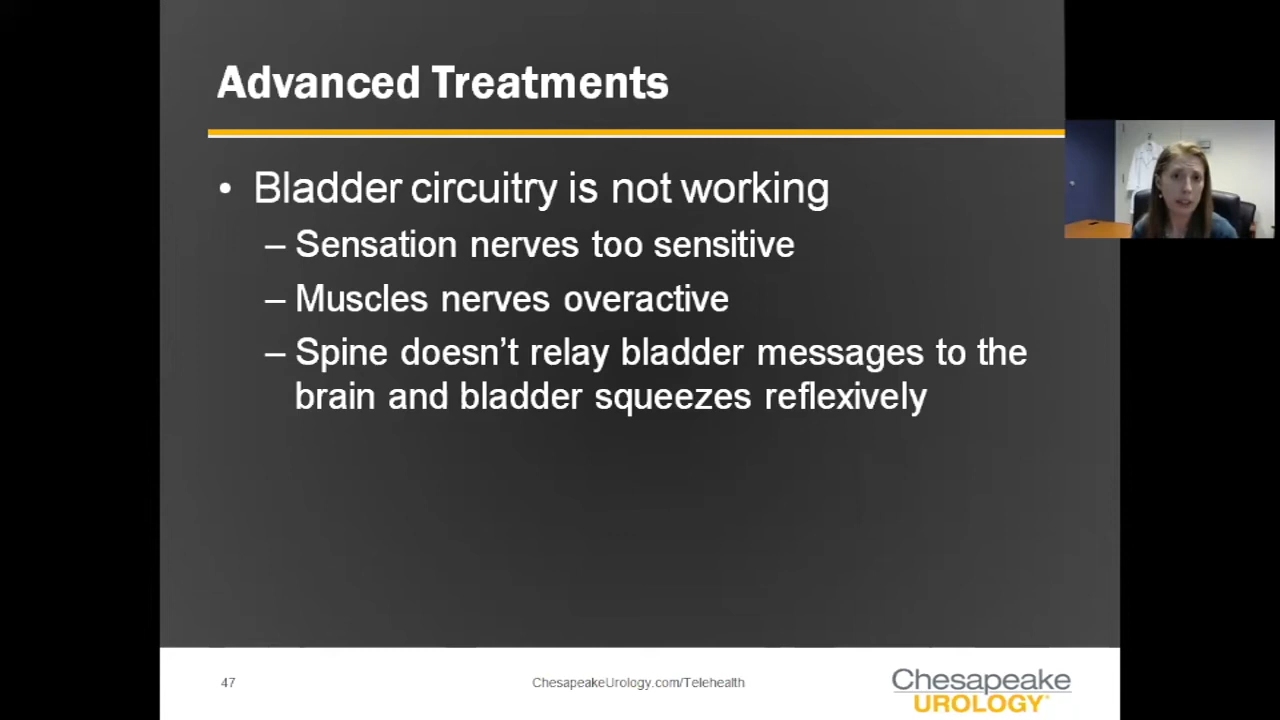 Advanced Treatments
• Bladder circuitry is not working
– Sensation nerves too sensitive
– Muscles nerves overactive
– Spine doesn’t relay bladder messages to the
brain and bladder squeezes reflexively
47
ChesapeakeUrology.com/Telehealth
Chesapeake
UROLOGY